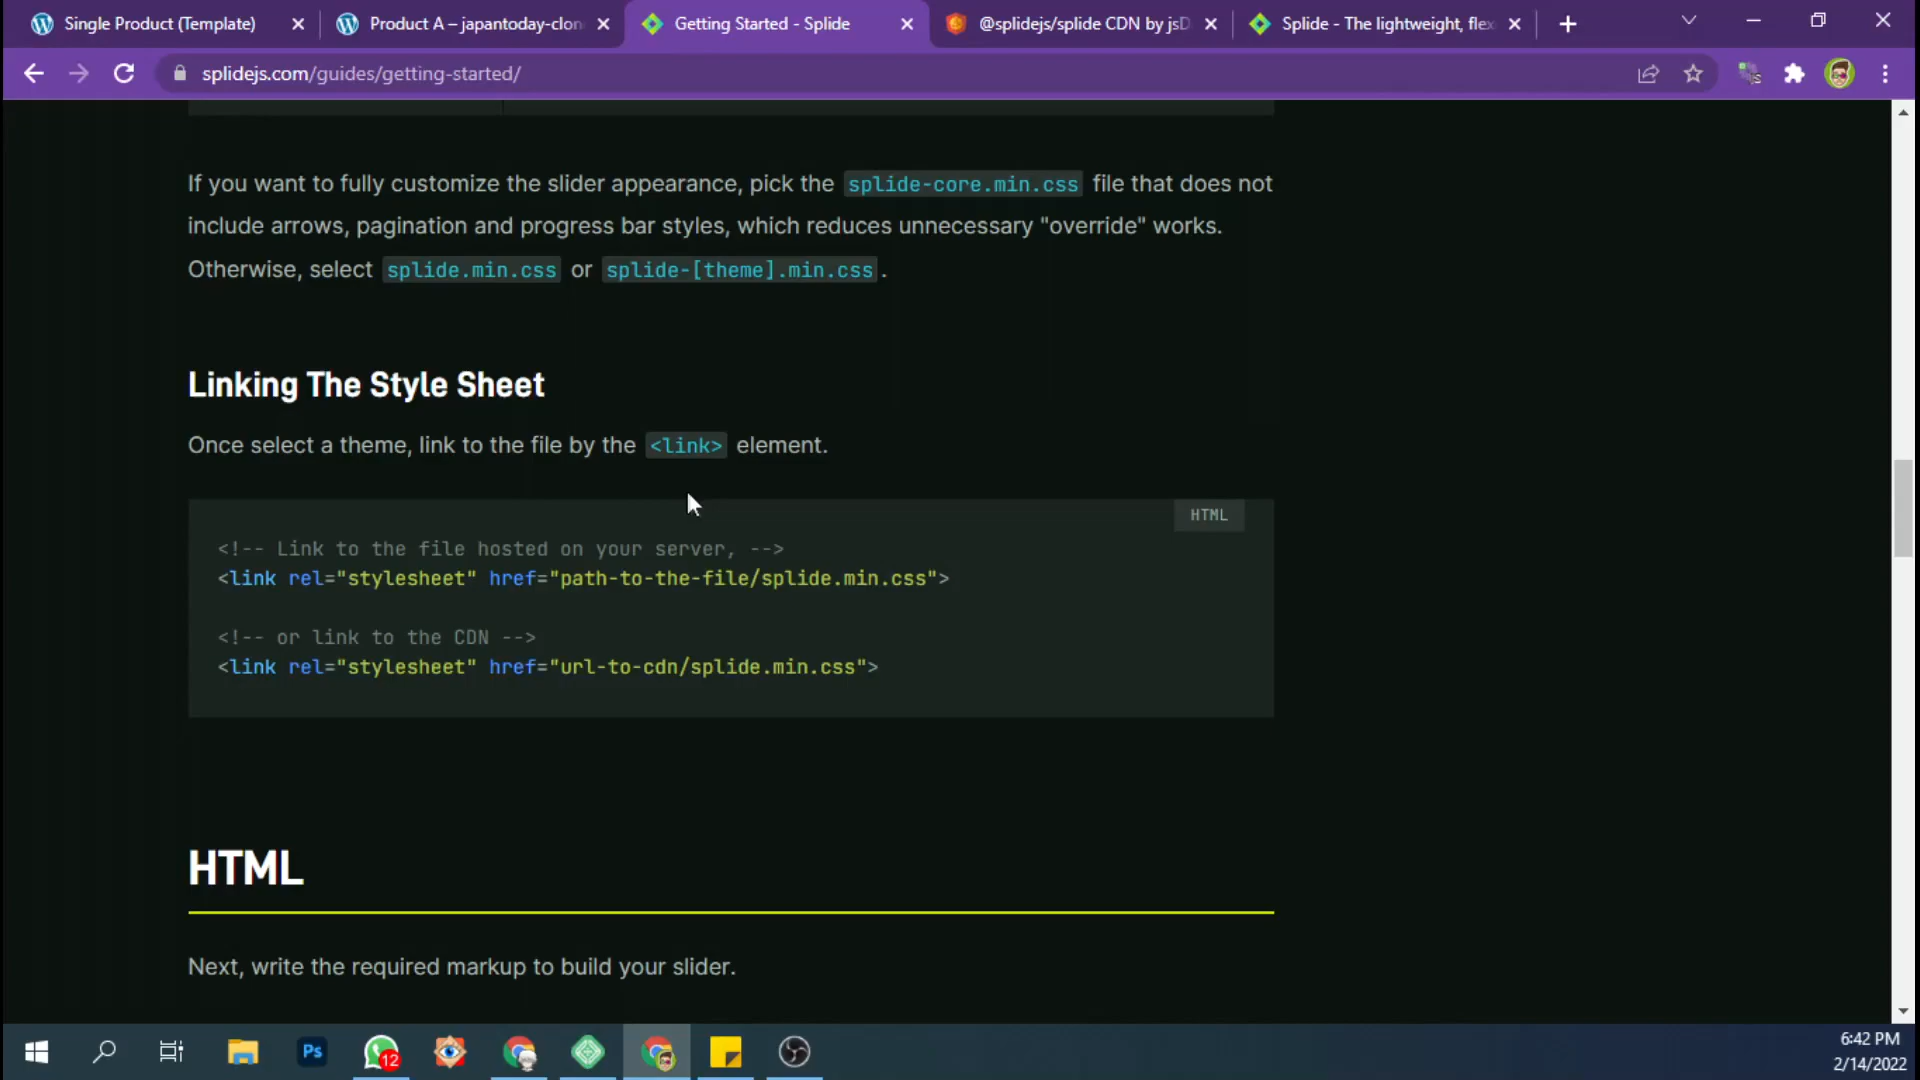 Single Product (Template)
Product A – japantoday-clon
Getting Started - Splide
@splidejs/splide CDN by jsD
Splide - The lightweight, flex
splidejs.com/guides/getting-started/
If you want to fully customize the slider appearance, pick the splide-core.min.css file that does not
include arrows, pagination and progress bar styles, which reduces unnecessary "override" works.
Otherwise, select splide.min.css or splide-[theme].min.css .
Linking The Style Sheet
Once select a theme, link to the file by the <link> element.
HTML
<!-- Link to the file hosted on your server, -->
<link rel="stylesheet" href="path-to-the-file/splide.min.css">
<!-- or link to the CDN -->
<link rel="stylesheet" href="url-to-cdn/splide.min.css">
HTML
Next, write the required markup to build your slider.
Ps
12
6:42 PM
2/14/2022